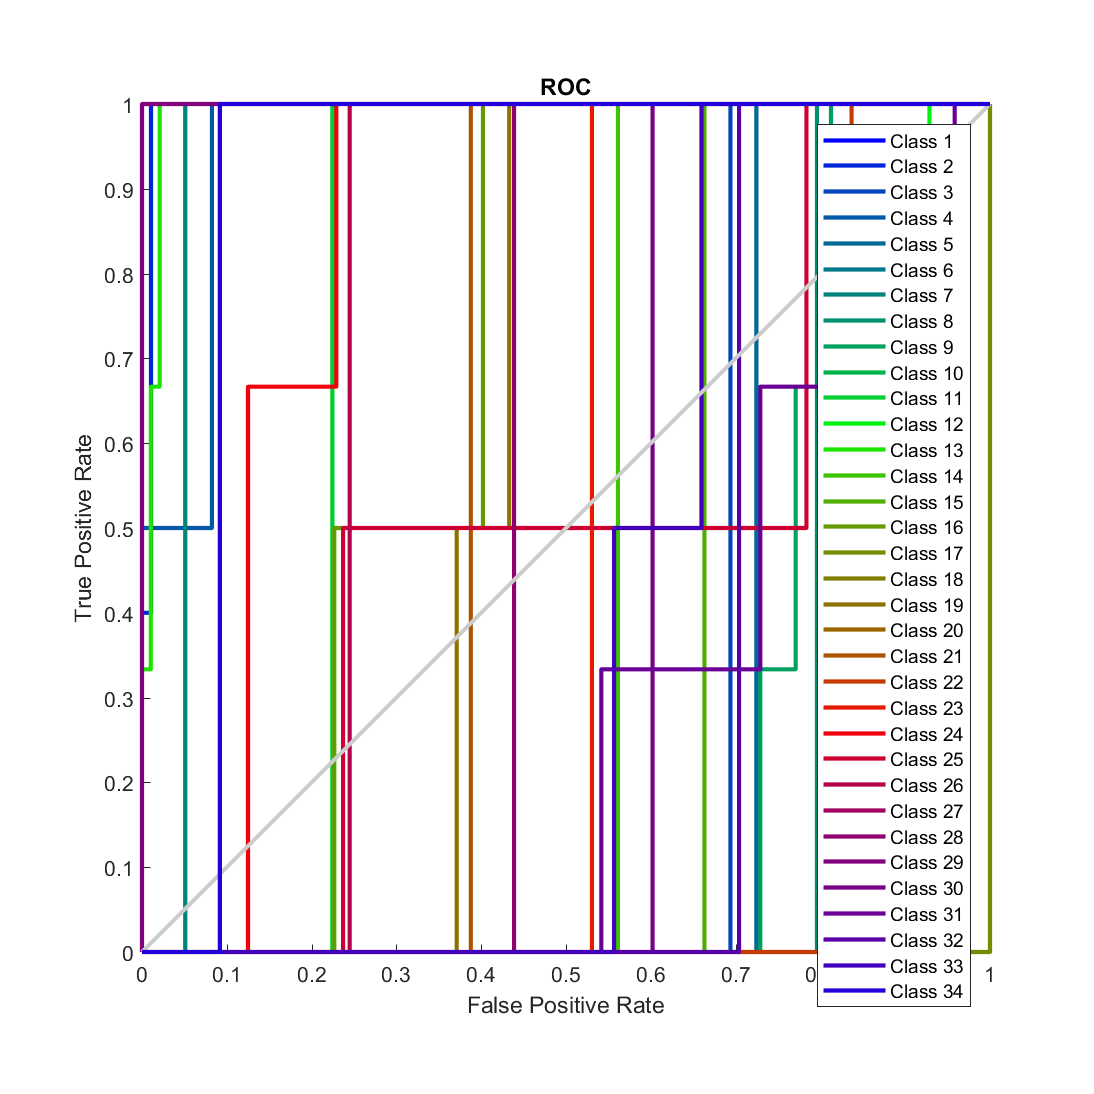 ROC
1
0.9
0.8
0.7
0.6
0.5
0.4
0.3
0.2
0.1
0
True Positive Rate
0 0.1 0.2 0.3 0.4 0.5 0.6 0.7 1
False Positive Rate
Class 1
Class 2
Class 3
Class 4
Class 5
Class 6
Class 7
Class 8
Class 9
Class 10
Class 11
Class 12
Class 13
Class 14
Class 15
Class 16
Class 17
Class 18
Class 19
Class 20
Class 21
Class 22
Class 23
Class 24
Class 25
Class 26
Class 27
Class 28
Class 29
Class 30
Class 31
Class 32
Class 33
Class 34